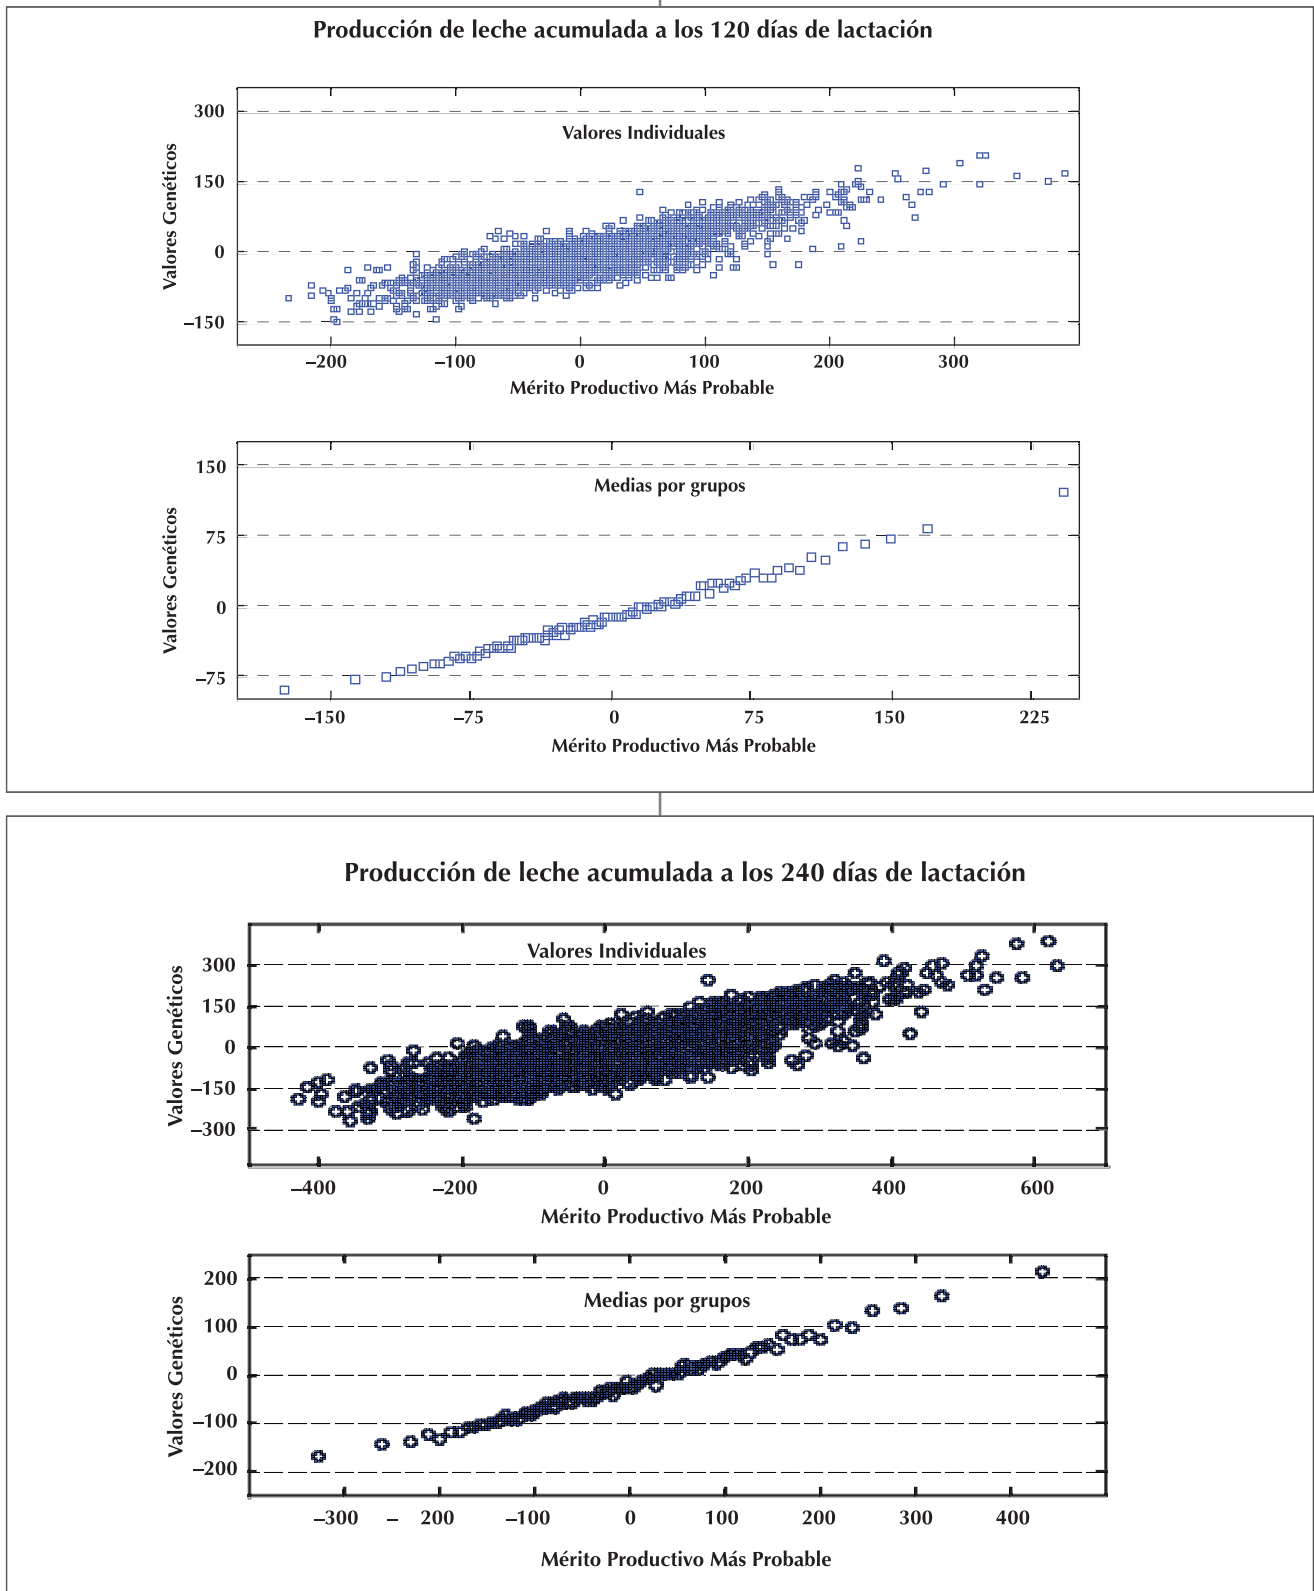 Producción de leche acumulada a los 120 días de lactación
Valores Individuales
Valores Genéticos
300
150
0
–150
–200 –100 0 100 200 300
Mérito Productivo Más Probable
Medias por grupos
Valores Genéticos
150
75
0
–75
–150 –75 0 75 150 225
Mérito Productivo Más Probable
Producción de leche acumulada a los 240 días de lactación
Valores Individuales
Valores Genéticos
300
150
0
–150
–300
–400 –200 0 200 400 600
Mérito Productivo Más Probable
Medias por grupos
Valores Genéticos
200
100
0
–100
–200
–300 – 200 –100 0 100 200 300 400
Mérito Productivo Más Probable